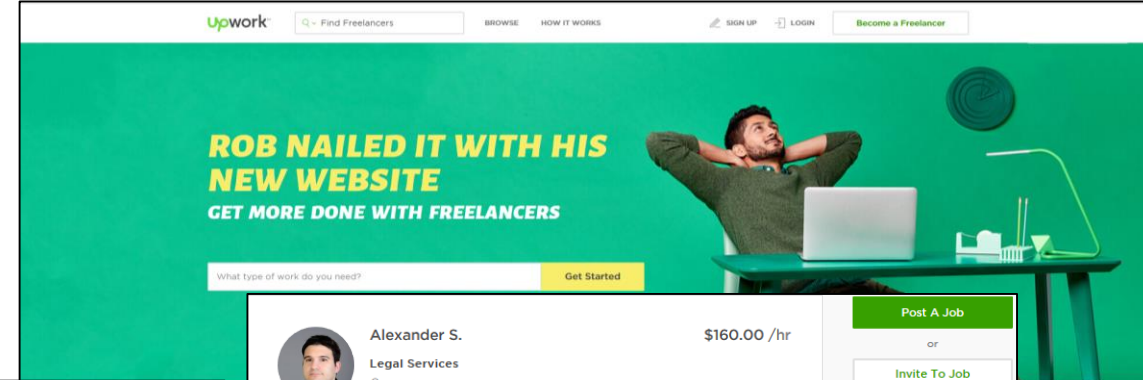 Upwork
Find Freelancers
BROWSE
HOW IT WORKS
SIGN UP
LOGIN
Become a Freelancer
ROB NAILED IT WITH HIS
NEW WEBSITE
GET MORE DONE WITH FREELANCERS
What type of work do you need?
Get Started
Alexander S.
$160.00 /hr
Legal Services
Post A Job
or
Invite To Job